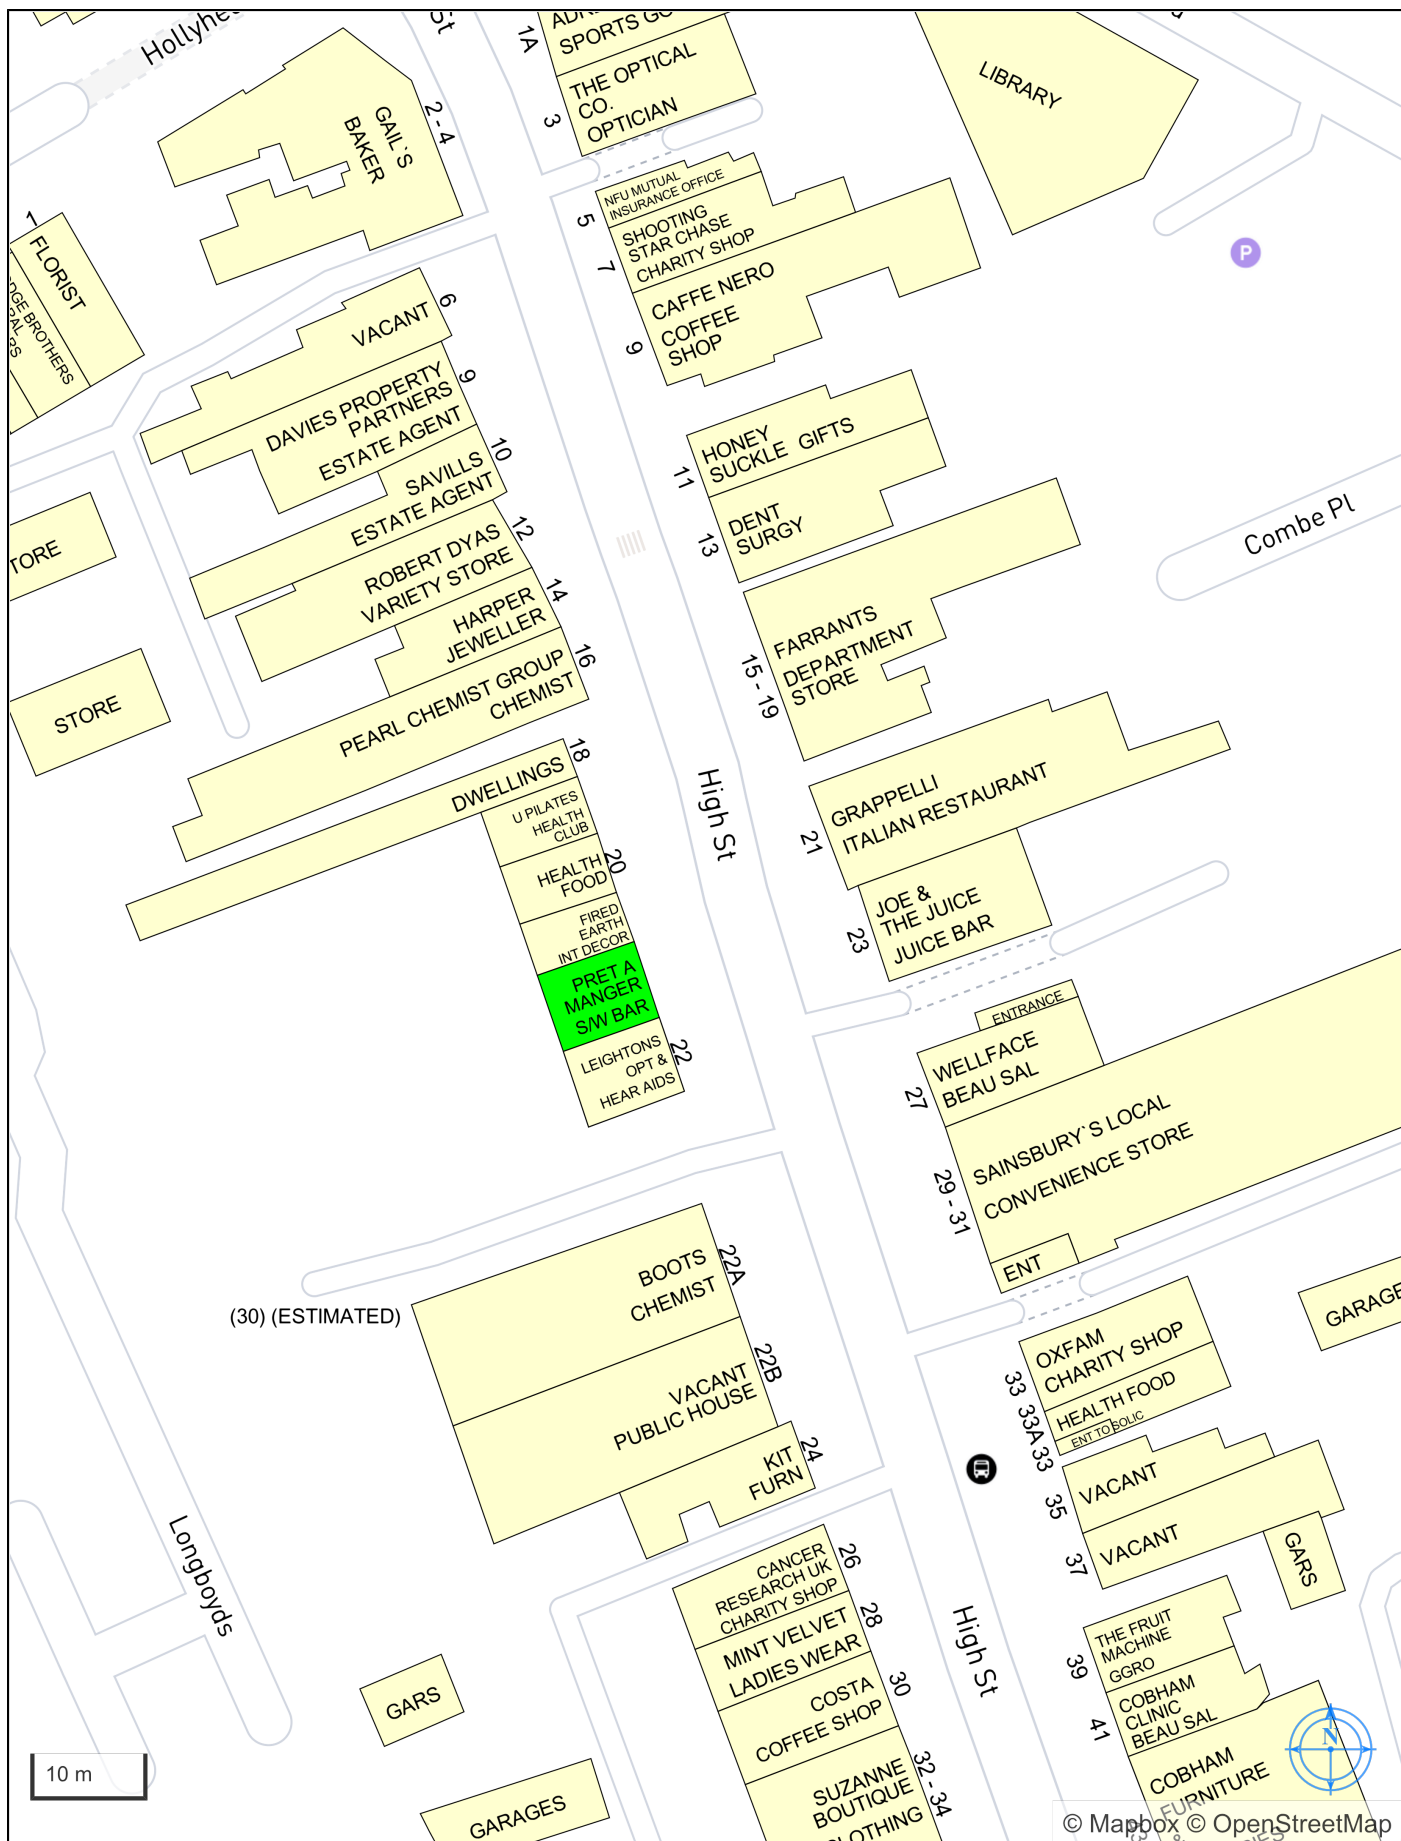 Hollyhe
St
1A
SPORTS GO
THE OPTICAL
CO.
OPTICIAN
3
LIBRARY
2 - 4
GAIL`S
BAKER
P
NFU MUTUAL
INSURANCE OFFICE
5
SHOOTING
STAR CHASE
CHARITY SHOP
7
CAFFE NERO
COFFEE
SHOP
9
1
FLORIST
DGE BROTHERS
6
VACANT
9
DAVIES PROPERTY
PARTNERS
ESTATE AGENT
10
SAVILLS
ESTATE AGENT
12
ROBERT DYAS
VARIETY STORE
14
HARPER
JEWELLER
16
PEARL CHEMIST GROUP
CHEMIST
TORE
STORE
11
HONEY
SUCKLE GIFTS
13
DENT
SURGY
Combe Pl
15 - 19
FARRANTS
DEPARTMENT
STORE
18
DWELLINGS
U PILATES
HEALTH
CLUB
20
HEALTH
FOOD
FIRED
EARTH
INT DECOR
PRET A
MANGER
S/W BAR
22
LEIGHTONS
OPT &
HEAR AIDS
High St
21
GRAPPELLI
ITALIAN RESTAURANT
23
JOE &
THE JUICE
JUICE BAR
ENTRANCE
27
WELLFACE
BEAU SAL
29 - 31
SAINSBURY`S LOCAL
CONVENIENCE STORE
ENT
(30) (ESTIMATED)
22A
BOOTS
CHEMIST
22B
VACANT
PUBLIC HOUSE
24
KIT
FURN
33
OXFAM
CHARITY SHOP
33A
HEALTH FOOD
33
ENT TO SOLIC
GARAGE
35
VACANT
37
VACANT
GARS
Longboyds
26
CANCER
RESEARCH UK
CHARITY SHOP
28
MINT VELVET
LADIES WEAR
30
COSTA
COFFEE SHOP
32 - 34
SUZANNE
BOUTIQUE
LOTHING
High St
39
THE FRUIT
MACHINE
GGRO
41
COBHAM
CLINIC
BEAU SAL
COBHAM
FURNITURE
GARS
GARAGES
10 m
N
© Mapbox © OpenStreetMap